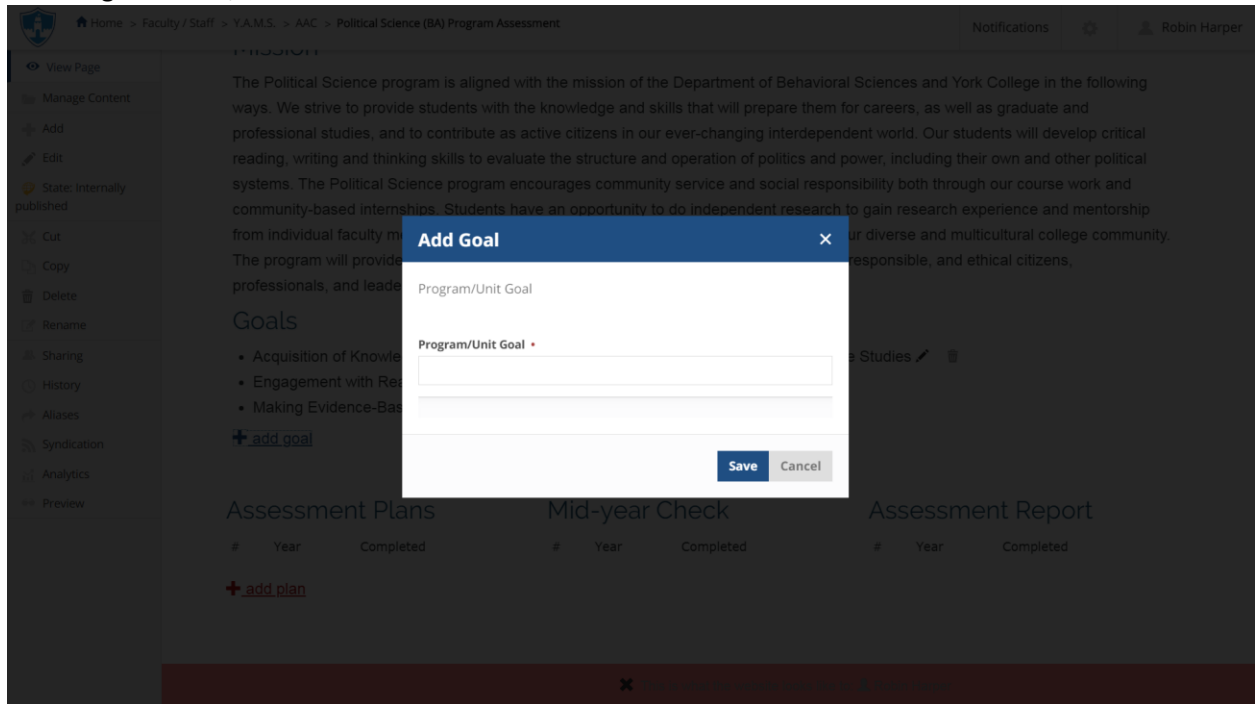 Home > Faculty / Staff > Y.A.M.S. > AAC > Political Science (BA) Program Assessment
Notifications
Robin Harper
View Page
Manage Content
Add
Edit
State: Internally
published
Cut
Copy
Delete
Rename
Sharing
History
Aliases
Syndication
Analytics
Preview
Mission
The Political Science program is aligned with the mission of the Department of Behavioral Sciences and York College in the following
ways. We strive to provide students with the knowledge and skills that will prepare them for careers, as well as graduate and
professional studies, and to contribute as active citizens in our ever-changing interdependent world. Our students will develop critical
reading, writing and thinking skills to evaluate the structure and operation of politics and power, including their own and other political
systems. The Political Science program encourages community service and social responsibility both through our course work and
community-based internships. Students have an opportunity to do independent research to gain research experience and mentorship
from individual faculty m ur diverse and multicultural college community.
The program will provide responsible, and ethical citizens,
professionals, and leade
Goals
• Acquisition of Knowle e Studies
• Engagement with Rea
• Making Evidence-Bas
add goal
Add Goal ×
Program/Unit Goal
Program/Unit Goal •
Save Cancel
Assessment Plans Mid-year Check Assessment Report
# Year Completed # Year Completed # Year Completed
add plan